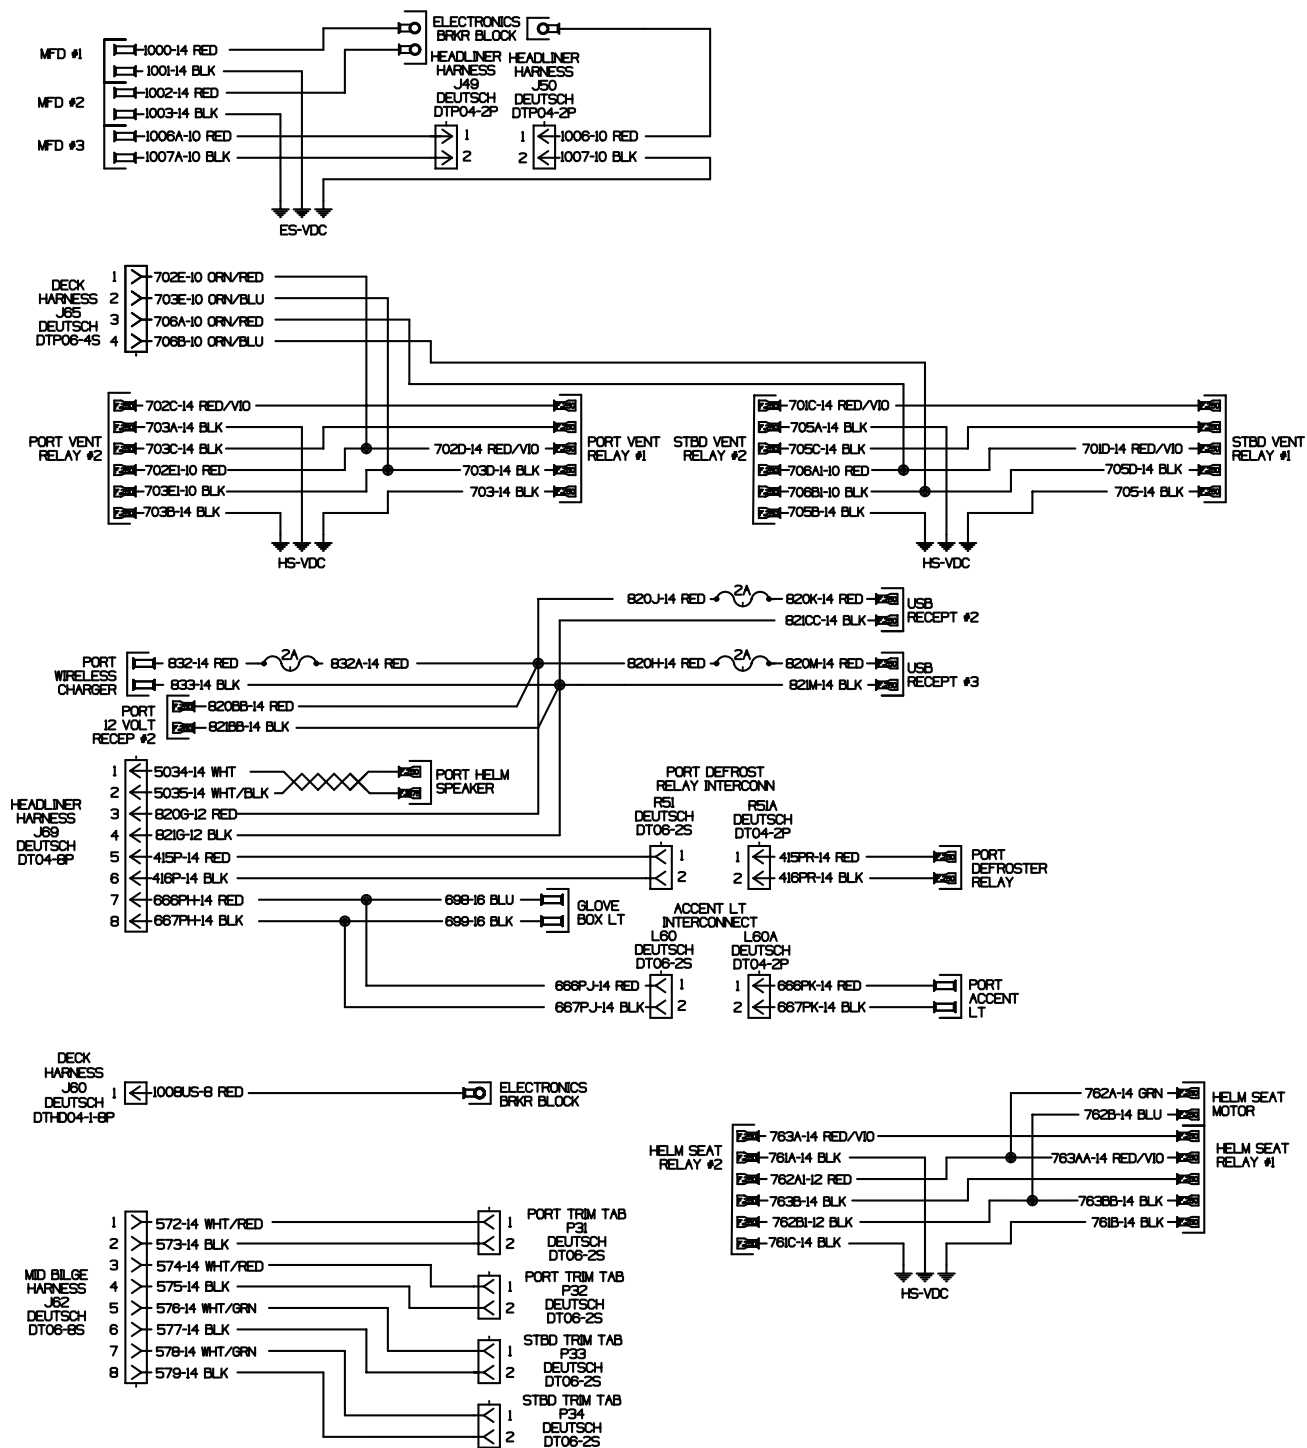 MFD #1
1000-14 RED
1001-14 BLK
MFD #2
1002-14 RED
1003-14 BLK
MFD #3
1006A-10 RED
1007A-10 BLK
ELECTRONICS
BRKR BLOCK
HEADLINER
HARNESS
J49
DEUTSCH
DTP04-2P
1
2
HEADLINER
HARNESS
J50
DEUTSCH
DTP04-2P
1
2
1006-10 RED
1007-10 BLK
ES-VDC
DECK
HARNESS
J65
DEUTSCH
DTP06-4S
1
2
3
4
702E-10 ORN/RED
703E-10 ORN/BLU
706A-10 ORN/RED
706B-10 ORN/BLU
PORT VENT
RELAY #2
702C-14 RED/VIO
703A-14 BLK
703C-14 BLK
702E1-10 RED
703E1-10 BLK
703B-14 BLK
702D-14 RED/VIO
703D-14 BLK
703-14 BLK
PORT VENT
RELAY #1
HS-VDC
STBD VENT
RELAY #2
701C-14 RED/VIO
705A-14 BLK
705C-14 BLK
706A1-10 RED
706B1-10 BLK
705B-14 BLK
701D-14 RED/VIO
705D-14 BLK
705-14 BLK
STBD VENT
RELAY #1
HS-VDC
820J-14 RED
2A
820K-14 RED
821CC-14 BLK
USB
RECEPT #2
PORT
WIRELESS
CHARGER
832-14 RED
2A
832A-14 RED
833-14 BLK
820H-14 RED
2A
820M-14 RED
821M-14 BLK
USB
RECEPT #3
PORT
12 VOLT
RECEP #2
820BB-14 RED
821BB-14 BLK
HEADLINER
HARNESS
J69
DEUTSCH
DT04-8P
1
2
3
4
5
6
7
8
5034-14 WHT
5035-14 WHT/BLK
820G-12 RED
821G-12 BLK
415P-14 RED
416P-14 BLK
666PH-14 RED
667PH-14 BLK
PORT HELM
SPEAKER
PORT DEFROST
RELAY INTERCONN
R51
DEUTSCH
DT06-2S
1
2
R51A
DEUTSCH
DT04-2P
1
2
415PR-14 RED
416PR-14 BLK
PORT
DEFROSTER
RELAY
698-16 BLU
699-16 BLK
GLOVE
BOX LT
ACCENT LT
INTERCONNECT
L60
DEUTSCH
DT06-2S
666PJ-14 RED
667PJ-14 BLK
1
2
L60A
DEUTSCH
DT04-2P
1
2
666PK-14 RED
667PK-14 BLK
PORT
ACCENT
LT
DECK
HARNESS
J60
DEUTSCH
DTHD04-1-8P
1
1008US-8 RED
ELECTRONICS
BRKR BLOCK
762A-14 GRN
762B-14 BLU
HELM SEAT
MOTOR
HELM SEAT
RELAY #2
763A-14 RED/VIO
761A-14 BLK
762A1-12 RED
763B-14 BLK
762B1-12 BLK
761C-14 BLK
763AA-14 RED/VIO
763BB-14 BLK
761B-14 BLK
HELM SEAT
RELAY #1
HS-VDC
MID BILGE
HARNESS
J62
DEUTSCH
DT06-8S
1
2
3
4
5
6
7
8
572-14 WHT/RED
573-14 BLK
574-14 WHT/RED
575-14 BLK
576-14 WHT/GRN
577-14 BLK
578-14 WHT/GRN
579-14 BLK
1
2
PORT TRIM TAB
P31
DEUTSCH
DT06-2S
1
2
PORT TRIM TAB
P32
DEUTSCH
DT06-2S
1
2
STBD TRIM TAB
P33
DEUTSCH
DT06-2S
1
2
STBD TRIM TAB
P34
DEUTSCH
DT06-2S